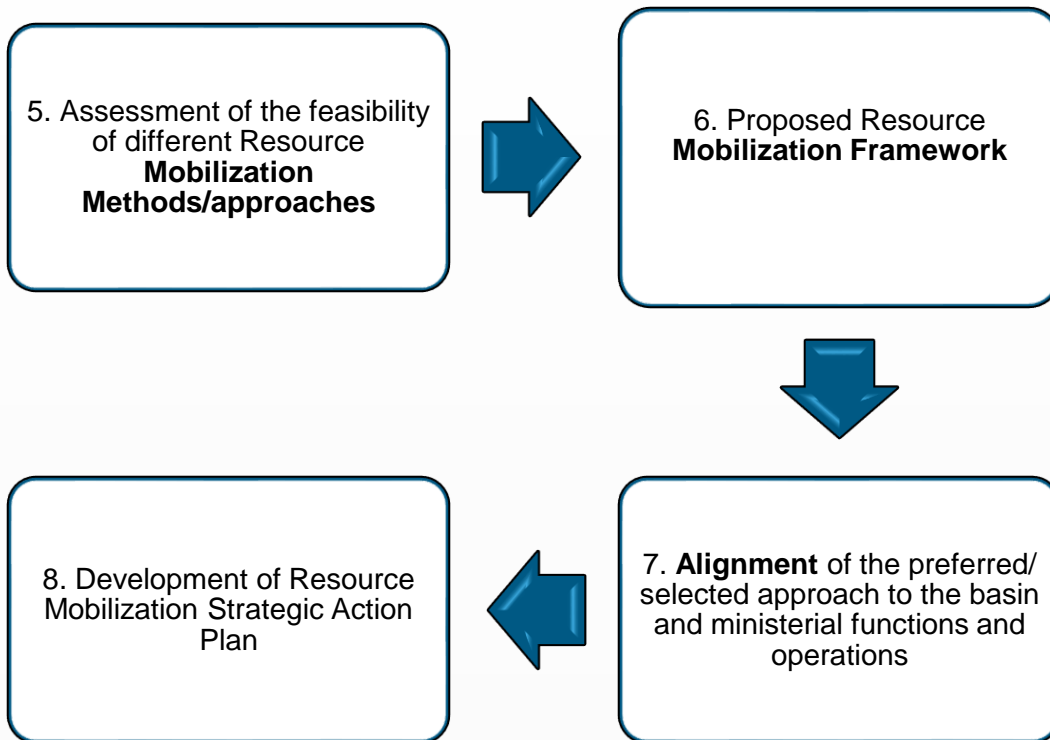 5. Assessment of the feasibility
of different Resource
Mobilization
Methods/approaches
6. Proposed Resource
Mobilization Framework
7. Alignment of the preferred/
selected approach to the basin
and ministerial functions and
operations
8. Development of Resource
Mobilization Strategic Action
Plan